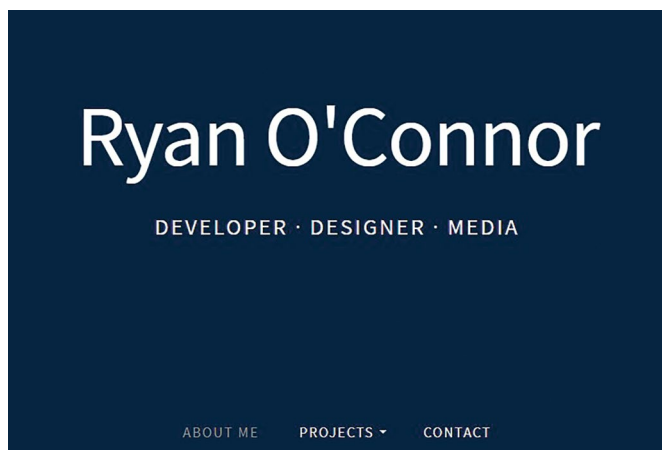 Ryan O'Connor
DEVELOPER · DESIGNER · MEDIA
ABOUT ME PROJECTS CONTACT